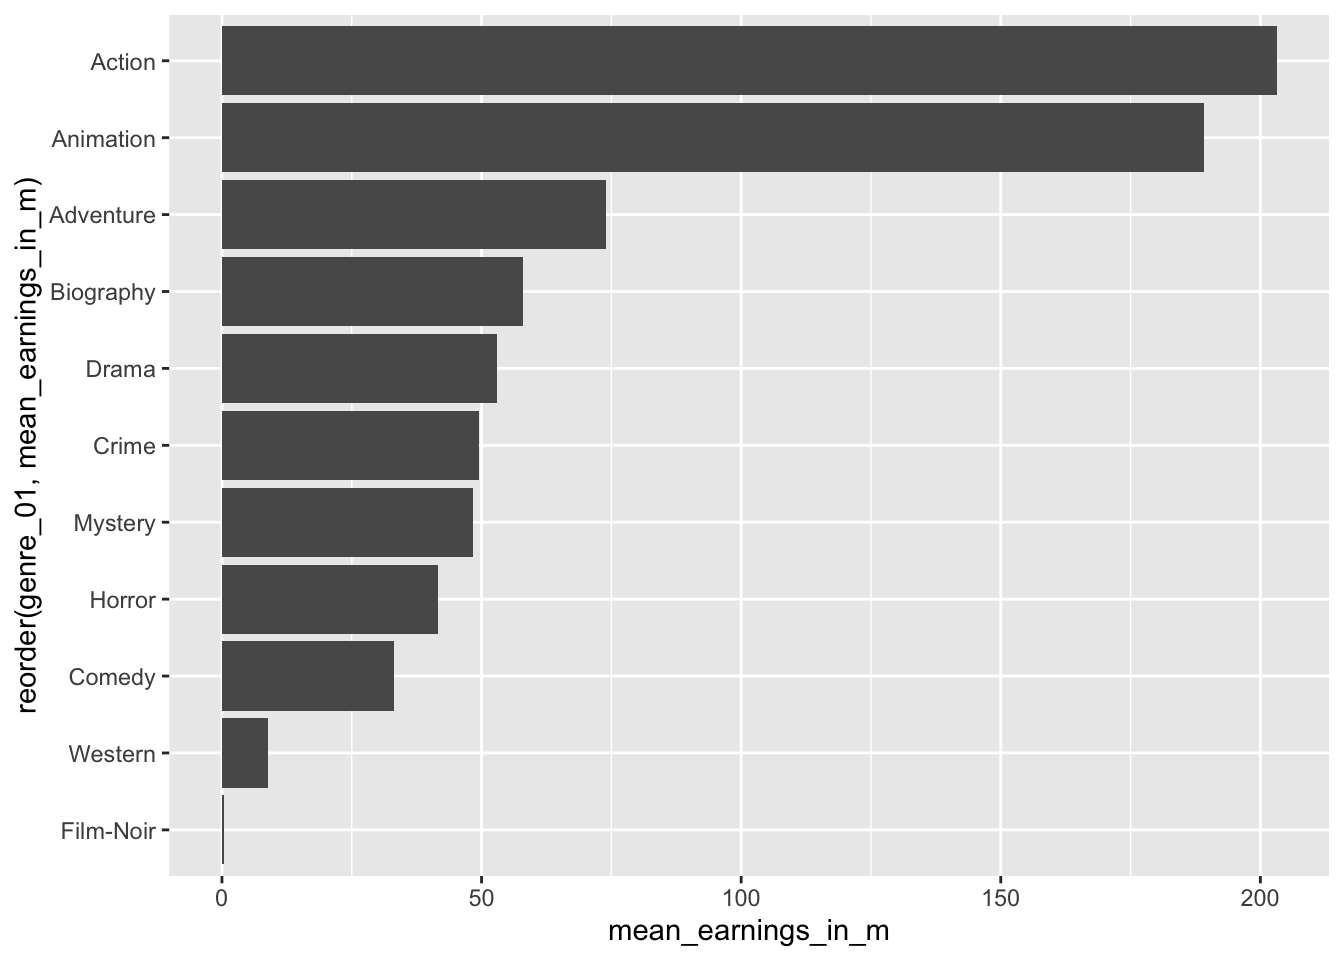 reorder(genre_01, mean_earnings_in_m)
Action
Animation
Adventure
Biography
Drama
Crime
Mystery
Horror
Comedy
Western
Film-Noir
0 50 100 150 200
mean_earnings_in_m